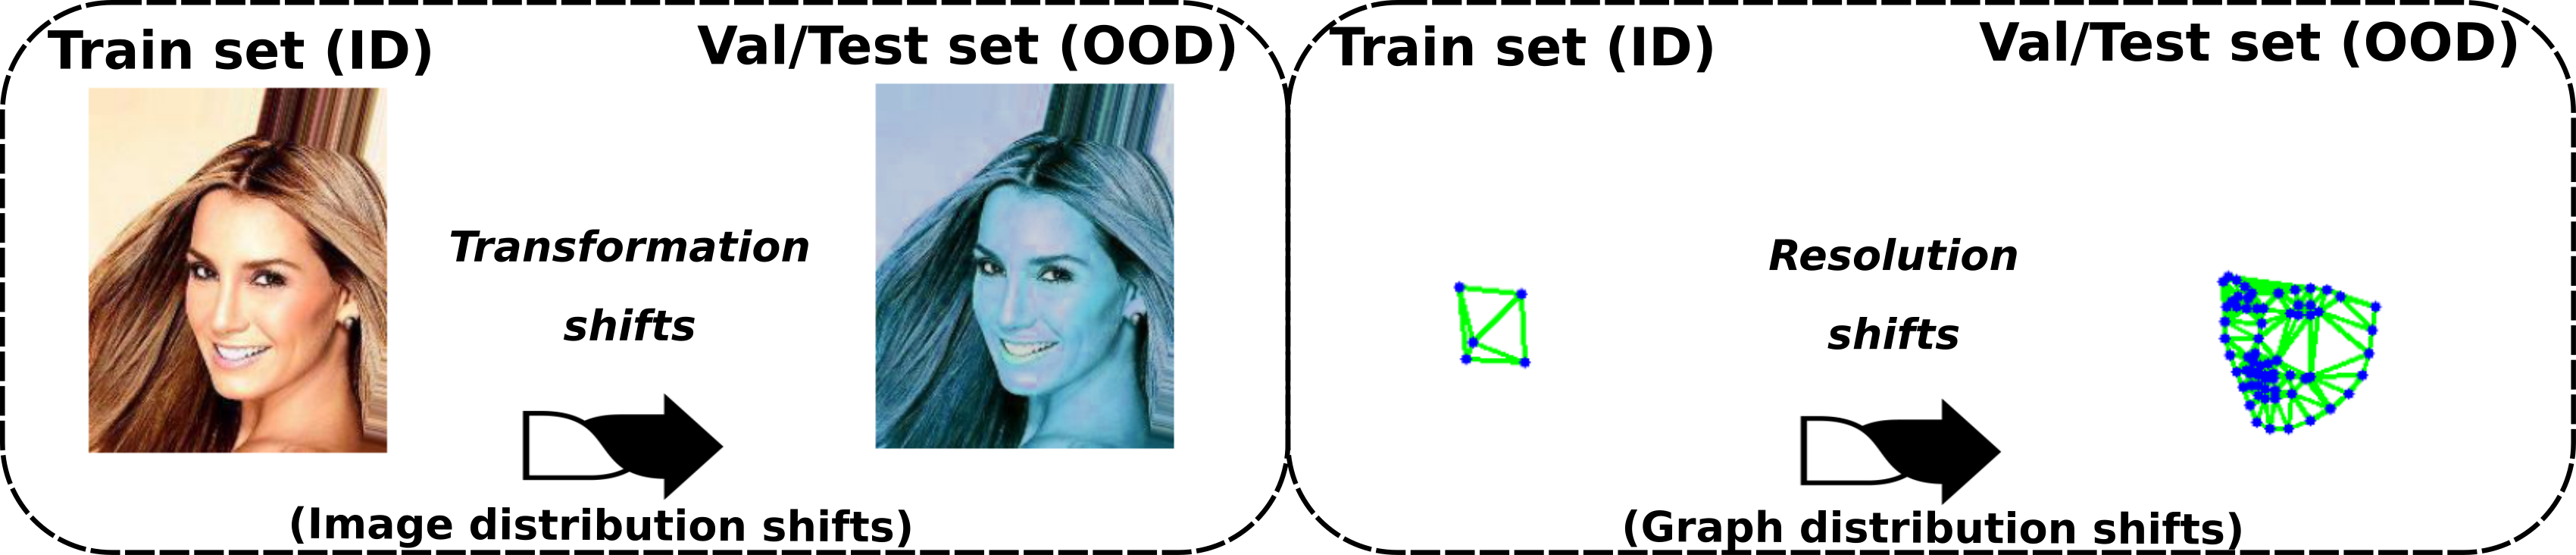 Train set (ID)
Val/Test set (OOD)
Transformation
shifts
(Image distribution shifts)
Train set (ID)
Val/Test set (OOD)
Resolution
shifts
(Graph distribution shifts)